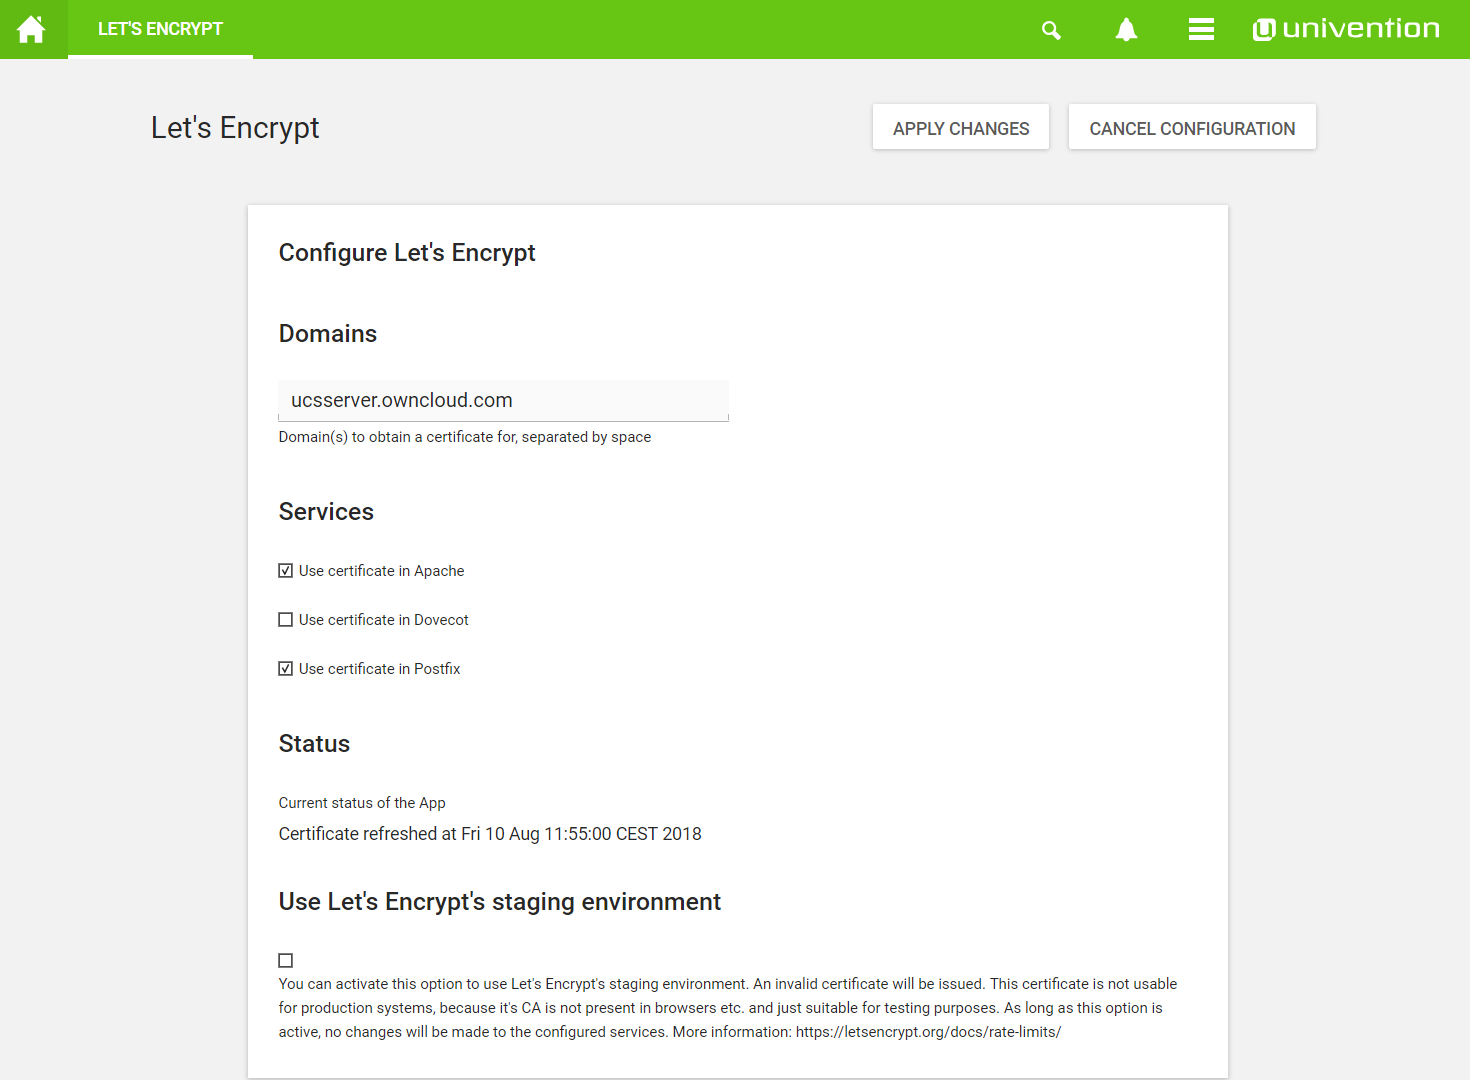 LET'S ENCRYPT
univention
Let's Encrypt
APPLY CHANGES
CANCEL CONFIGURATION
Configure Let's Encrypt
Domains
ucsserver.owncloud.com
Domain(s) to obtain a certificate for, separated by space
Services
Use certificate in Apache
Use certificate in Dovecot
Use certificate in Postfix
Status
Current status of the App
Certificate refreshed at Fri 10 Aug 11:55:00 CEST 2018
Use Let's Encrypt's staging environment
You can activate this option to use Let's Encrypt's staging environment. An invalid certificate will be issued. This certificate is not usable
for production systems, because it's CA is not present in browsers etc. and just suitable for testing purposes. As long as this option is
active, no changes will be made to the configured services. More information: https://letsencrypt.org/docs/rate-limits/